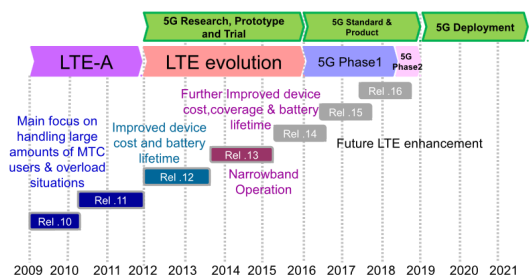 5G Research, Prototype
and Trial
5G Standard &
Product
5G Deployment
LTE-A
LTE evolution
5G Phase1
5G
Phase2
Further Improved device
cost,coverage & battery
lifetime
Rel .16
Rel .15
Rel .14
Main focus on
handling large
amounts of MTC
users & overload
situations
Improved device
cost and battery
lifetime
Future LTE enhancement
Rel .13
Narrowband
Operation
Rel .12
Rel .11
Rel .10
2009 2010 2011 2012 2013 2014 2015 2016 2017 2018 2019 2020 2021